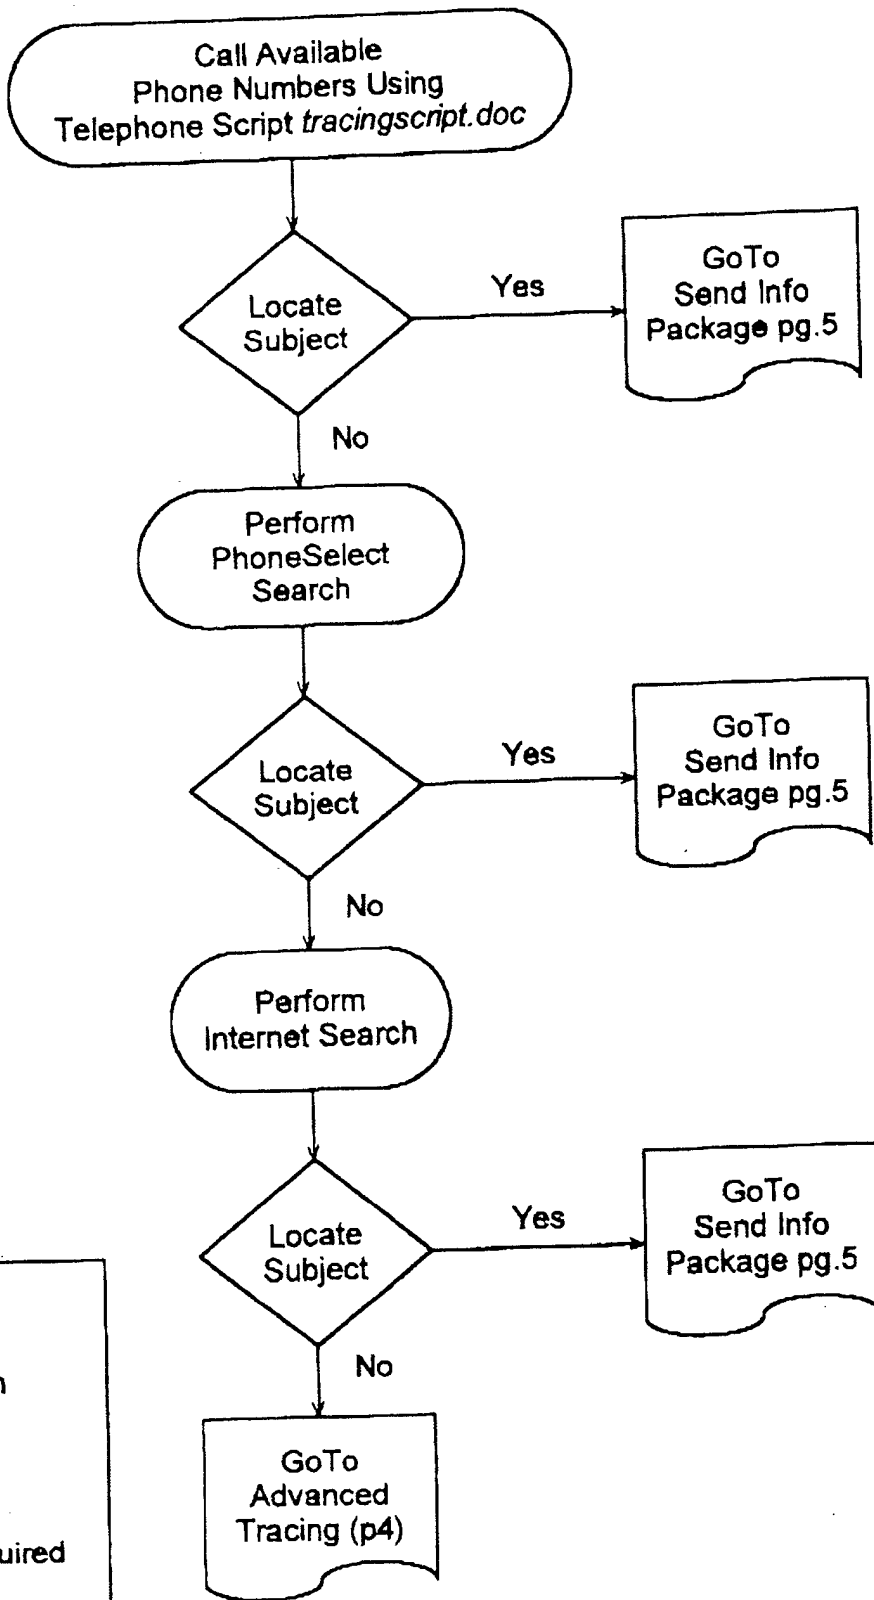 Call Available
Phone Numbers Using
Telephone Script tracingscript.doc
Locate
Subject
Yes
GoTo
Send Info
Package pg.5
No
Perform
PhoneSelect
Search
Locate
Subject
Yes
GoTo
Send Info
Package pg.5
No
Perform
Internet Search
Locate
Subject
Yes
GoTo
Send Info
Package pg.5
No
GoTo
Advanced
Tracing (p4)